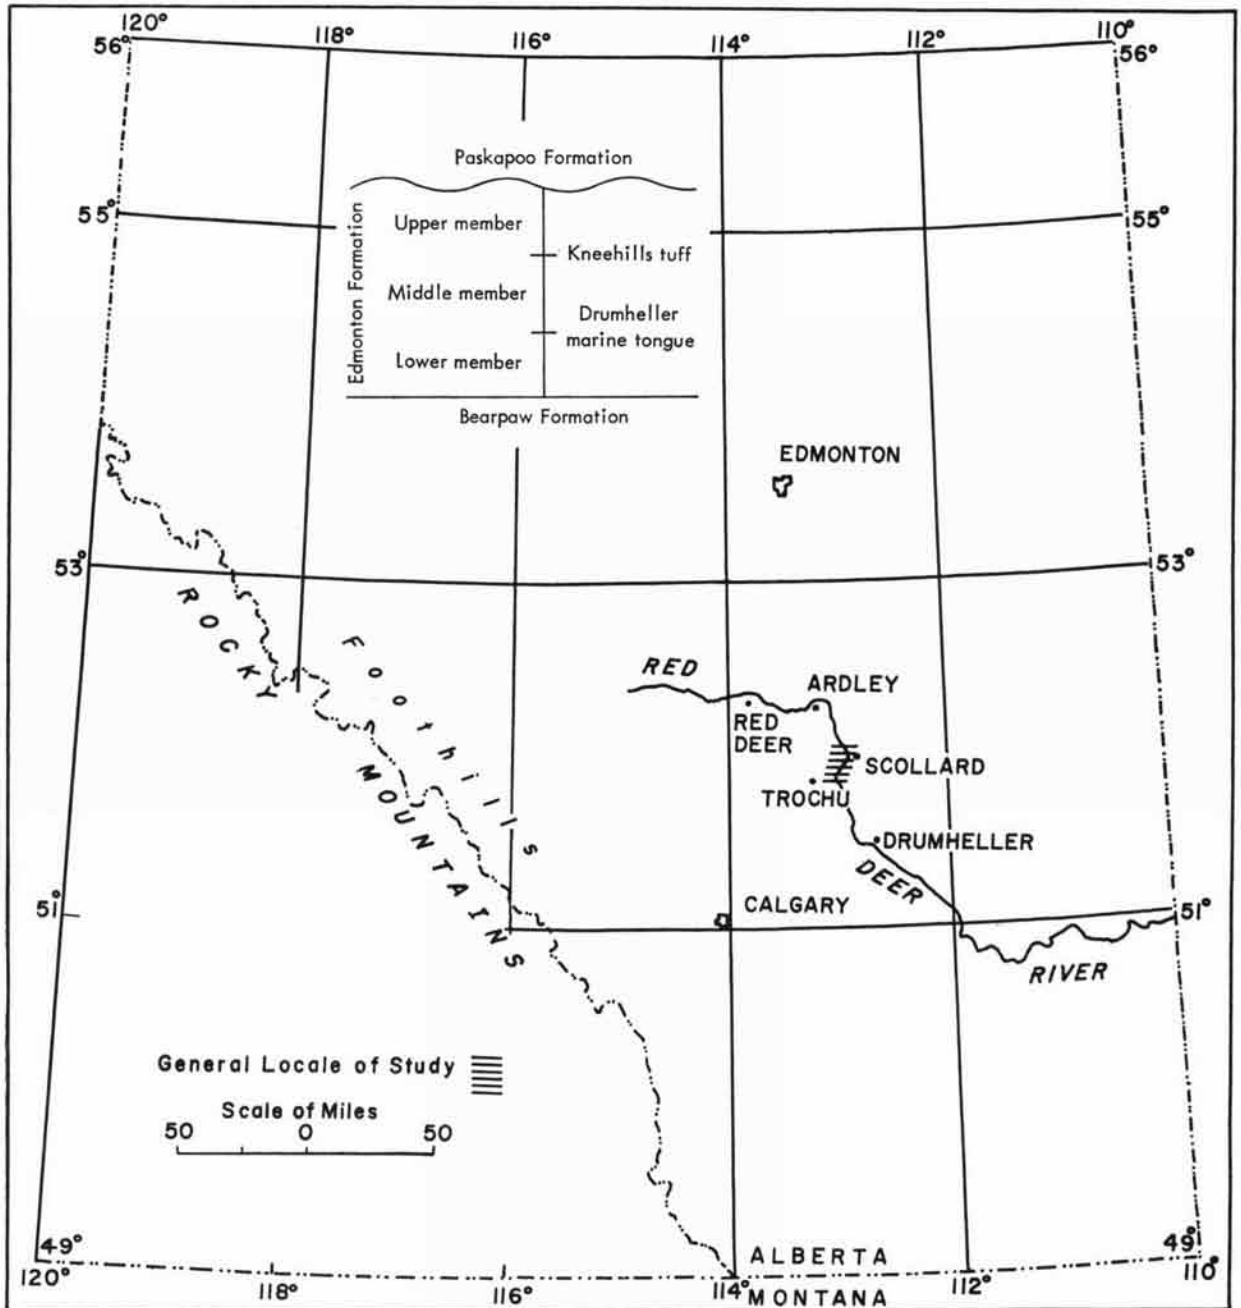 120° 118° 116° 114° 112° 110°
56° 56°
Paskapoo Formation
55° 55°
Edmonton Formation
Upper member
Kneehills tuff
Middle member
Drumheller
marine tongue
Lower member
Bearpaw Formation
EDMONTON
53° 53°
ROCKY
MOUNTAINS
Foothills
RED
ARDLEY
RED
DEER
SCOLLARD
TROCHU
DRUMHELLER
DEER
CALGARY
51° 51°
RIVER
General Locale of Study
Scale of Miles
50 0 50
49° 49°
ALBERTA
120° 118° 116° 114° 112° 110°
MONTANA